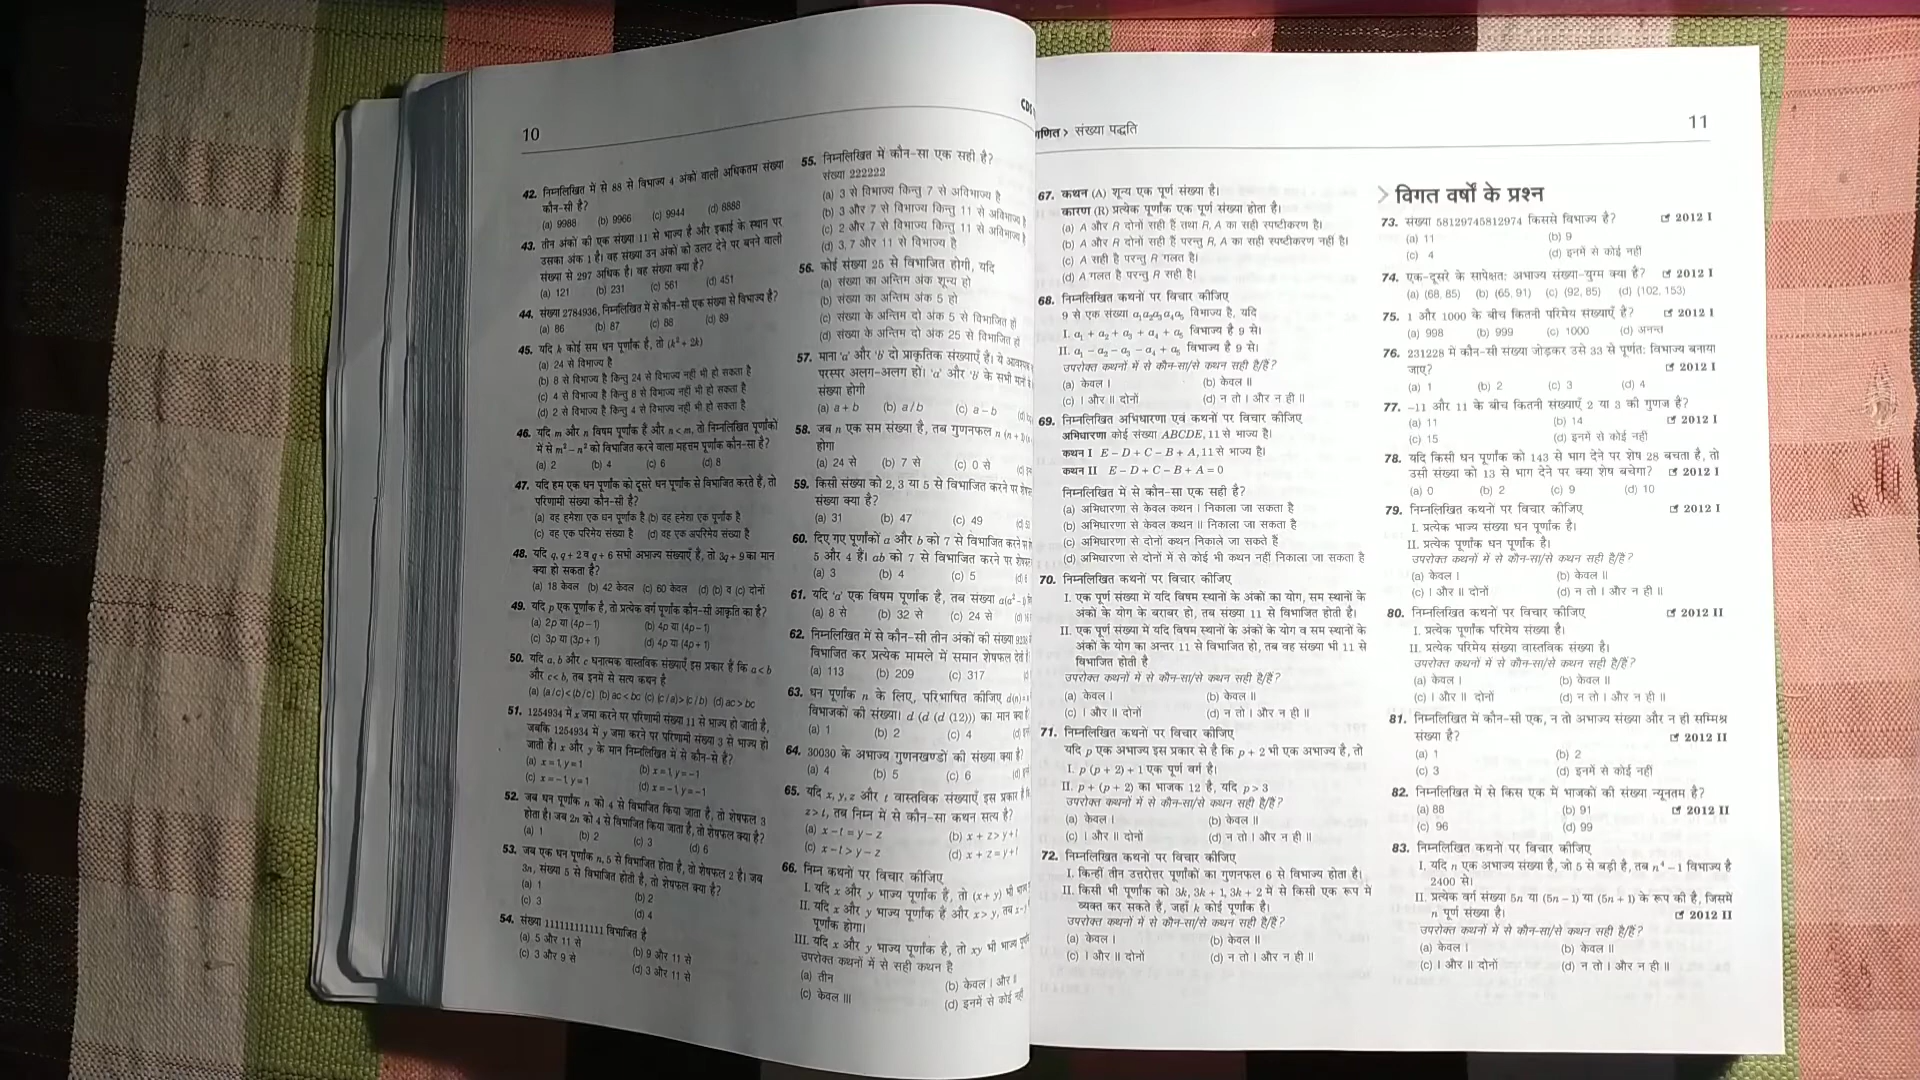 10
42. निम्नलिखित में से 88 से विभाज्य 4 अंको वाली अधिकतम संख्या
कौन-सी है?
(a) 9988 (b) 9966 (c) 9944 (d) 8888
43. तीन अंकों की एक संख्या 11 से भाज्य है और इकाई के स्थान पर
उसका अंक 1 है। वह संख्या उन अंकों को उलट देने पर बनने वाली
संख्या से 297 अधिक है। वह संख्या क्या है?
(a) 121 (b) 231 (c) 561 (d) 451
44. संख्या 2784936, निम्नलिखित में से कौन-सी एक संख्या से विभाज्य है?
(a) 86 (b) 87 (c) 88 (d) 89
45. यदि k कोई सम धन पूर्णांक है, तो (k² + 2k)
(a) 24 से विभाज्य है
(b) 8 से विभाज्य है किन्तु 24 से विभाज्य नहीं भी हो सकता है
(c) 4 से विभाज्य है किन्तु 8 से विभाज्य नहीं भी हो सकता है
(d) 2 से विभाज्य है किन्तु 4 से विभाज्य नहीं भी हो सकता है
46. यदि m और n विषम पूर्णांक हैं और n < m, तो निम्नलिखित पूर्णांकों
में से m² – n² को विभाजित करने वाला महत्तम पूर्णांक कौन-सा है?
(a) 2 (b) 4 (c) 6 (d) 8
47. यदि हम एक धन पूर्णांक को दूसरे धन पूर्णांक से विभाजित करते हैं, तो
परिणामी संख्या कौन-सी है?
(a) वह हमेशा एक धन पूर्णांक है (b) वह हमेशा एक पूर्णांक है
(c) वह एक परिमेय संख्या है (d) वह एक अपरिमेय संख्या है
48. यदि q, q + 2 व q + 6 सभी अभाज्य संख्याएँ हैं, तो 3q + 9 का मान
क्या हो सकता है?
(a) 18 केवल (b) 42 केवल (c) 60 केवल (d) (b) व (c) दोनों
49. यदि p एक पूर्णांक है, तो प्रत्येक वर्ग पूर्णांक कौन-सी आकृति का है?
(a) 2p या (4p – 1) (b) 4p या (4p – 1)
(c) 3p या (3p + 1) (d) 4p या (4p + 1)
50. यदि a, b और c धनात्मक वास्तविक संख्याएँ इस प्रकार हैं कि a < b
और c < b, तब इनमें से सत्य कथन है
(a) (a/c) < (b/c) (b) ac < bc (c) (c/a) > (c/b) (d) ac > bc
51. 1254934 में x जमा करने पर परिणामी संख्या 11 से भाज्य हो जाती है,
जबकि 1254934 में y जमा करने पर परिणामी संख्या 3 से भाज्य हो
जाती है। x और y के मान निम्नलिखित में से कौन-से हैं?
(a) x = 1, y = 1 (b) x = 1, y = –1
(c) x = –1, y = 1 (d) x = –1, y = –1
52. जब धन पूर्णांक n को 4 से विभाजित किया जाता है, तो शेषफल 3
होता है। जब 2n को 4 से विभाजित किया जाता है, तो शेषफल क्या है?
(a) 1 (b) 2 (c) 3 (d) 6
53. जब एक धन पूर्णांक n, 5 से विभाजित होता है, तो शेषफल 2 है। जब
3n, संख्या 5 से विभाजित होती है, तो शेषफल क्या है?
(a) 1 (b) 2
(c) 3 (d) 4
54. संख्या 111111111111 विभाजित है
(a) 5 और 11 से (b) 9 और 11 से
(c) 3 और 9 से (d) 3 और 11 से
55. निम्नलिखित में कौन-सा एक सही है?
संख्या 222222
(a) 3 से विभाज्य किन्तु 7 से अविभाज्य है
(b) 3 और 7 से विभाज्य किन्तु 11 से अविभाज्य है
(c) 2 और 7 से विभाज्य किन्तु 11 से अविभाज्य है
(d) 3, 7 और 11 से विभाज्य है
56. कोई संख्या 25 से विभाजित होगी, यदि
(a) संख्या का अन्तिम अंक शून्य हो
(b) संख्या का अन्तिम अंक 5 हो
(c) संख्या के अन्तिम दो अंक 5 से विभाजित हों
(d) संख्या के अन्तिम दो अंक 25 से विभाजित हों
57. माना 'a' और 'b' दो प्राकृतिक संख्याएँ हैं। ये
परस्पर अलग-अलग हों। 'a' और 'b' के सभी
संख्या होगी
(a) a + b (b) a/b (c) a – b
58. जब n एक सम संख्या है, तब गुणनफल n (n + 1)
होगा
(a) 24 से (b) 7 से (c) 0 से
59. किसी संख्या को 2, 3 या 5 से विभाजित करने पर
संख्या क्या है?
(a) 31 (b) 47 (c) 49
60. दिए गए पूर्णांकों a और b को 7 से विभाजित करने पर
5 और 4 हैं। ab को 7 से विभाजित करने पर
(a) 3 (b) 4 (c) 5
61. यदि 'a' एक विषम पूर्णांक है, तब संख्या
(a) 8 से (b) 32 से (c) 24 से
62. निम्नलिखित में से कौन-सी तीन अंकों की संख्या
विभाजित कर प्रत्येक मामले में समान शेषफल
(a) 113 (b) 209 (c) 317
63. धन पूर्णांक n के लिए, परिभाषित कीजिए
विभाजकों की संख्या। d (d (d (12))) का मान क्या
(a) 1 (b) 2 (c) 4
64. 30030 के अभाज्य गुणनखण्डों की संख्या क्या है?
(a) 4 (b) 5 (c) 6
65. यदि x, y, z और t वास्तविक संख्याएँ इस प्रकार हैं
z > t, तब निम्न में से कौन-सा कथन सत्य है?
(a) x – t = y – z (b) x + z > y + t
(c) x – t > y – z (d) x + z = y + t
66. निम्न कथनों पर विचार कीजिए
I. यदि x और y भाज्य पूर्णांक हैं, तो (x + y) भी
II. यदि x और y भाज्य पूर्णांक हैं और x > y, तब
पूर्णांक होगा।
III. यदि x और y भाज्य पूर्णांक हैं, तो xy भी भाज्य
उपरोक्त कथनों में से सही कथन है
(a) तीन (b) केवल I और II
(c) केवल III (d) इनमें से कोई नहीं
संख्या पद्धति
11
67. कथन (A) शून्य एक पूर्ण संख्या है।
कारण (R) प्रत्येक पूर्णांक एक पूर्ण संख्या होता है।
(a) A और R दोनों सही हैं तथा R, A का सही स्पष्टीकरण है।
(b) A और R दोनों सही हैं परन्तु R, A का सही स्पष्टीकरण नहीं है।
(c) A सही है परन्तु R गलत है।
(d) A गलत है परन्तु R सही है।
68. निम्नलिखित कथनों पर विचार कीजिए
9 से एक संख्या a₁a₂a₃a₄a₅ विभाज्य है, यदि
I. a₁ + a₂ + a₃ + a₄ + a₅ विभाज्य है 9 से।
II. a₁ – a₂ – a₃ – a₄ + a₅ विभाज्य है 9 से।
उपरोक्त कथनों में से कौन-सा/से कथन सही है/हैं?
(a) केवल I (b) केवल II
(c) I और II दोनों (d) न तो I और न ही II
69. निम्नलिखित अभिधारणा एवं कथनों पर विचार कीजिए
अभिधारणा कोई संख्या ABCDE, 11 से भाज्य है।
कथन I E – D + C – B + A, 11 से भाज्य है।
कथन II E – D + C – B + A = 0
निम्नलिखित में से कौन-सा एक सही है?
(a) अभिधारणा से केवल कथन I निकाला जा सकता है
(b) अभिधारणा से केवल कथन II निकाला जा सकता है
(c) अभिधारणा से दोनों कथन निकाले जा सकते हैं
(d) अभिधारणा से दोनों में से कोई भी कथन नहीं निकाला जा सकता है
70. निम्नलिखित कथनों पर विचार कीजिए
I. एक पूर्ण संख्या में यदि विषम स्थानों के अंकों का योग, सम स्थानों के
अंकों के योग के बराबर हो, तब संख्या 11 से विभाजित होती है।
II. एक पूर्ण संख्या में यदि विषम स्थानों के अंकों के योग व सम स्थानों के
अंकों के योग का अन्तर 11 से विभाजित हो, तब वह संख्या भी 11 से
विभाजित होती है
उपरोक्त कथनों में से कौन-सा/से कथन सही है/हैं?
(a) केवल I (b) केवल II
(c) I और II दोनों (d) न तो I और न ही II
71. निम्नलिखित कथनों पर विचार कीजिए
यदि p एक अभाज्य इस प्रकार से है कि p + 2 भी एक अभाज्य है, तो
I. p (p + 2) + 1 एक पूर्ण वर्ग है।
II. p + (p + 2) का भाजक 12 है, यदि p > 3
उपरोक्त कथनों में से कौन-सा/से कथन सही है/हैं?
(a) केवल I (b) केवल II
(c) I और II दोनों (d) न तो I और न ही II
72. निम्नलिखित कथनों पर विचार कीजिए
I. किन्हीं तीन उत्तरोत्तर पूर्णांकों का गुणनफल 6 से विभाज्य होता है।
II. किसी भी पूर्णांक को 3k, 3k + 1, 3k + 2 में से किसी एक रूप में
व्यक्त कर सकते हैं, जहाँ k कोई पूर्णांक है।
उपरोक्त कथनों में से कौन-सा/से कथन सही है/हैं?
(a) केवल I (b) केवल II
(c) I और II दोनों (d) न तो I और न ही II
विगत वर्षों के प्रश्न
73. संख्या 58129745812974 किससे विभाज्य है? 2012 I
(a) 11 (b) 9
(c) 4 (d) इनमें से कोई नहीं
74. एक-दूसरे के सापेक्षत: अभाज्य संख्या-युग्म क्या है? 2012 I
(a) (68, 85) (b) (65, 91) (c) (92, 85) (d) (102, 153)
75. 1 और 1000 के बीच कितनी परिमेय संख्याएँ है? 2012 I
(a) 998 (b) 999 (c) 1000 (d) अनन्त
76. 231228 में कौन-सी संख्या जोड़कर उसे 33 से पूर्णत: विभाज्य बनाया
जाए? 2012 I
(a) 1 (b) 2 (c) 3 (d) 4
77. –11 और 11 के बीच कितनी संख्याएँ 2 या 3 की गुणज है?
(a) 11 (b) 14 2012 I
(c) 15 (d) इनमें से कोई नहीं
78. यदि किसी धन पूर्णांक को 143 से भाग देने पर शेष 28 बचता है, तो
उसी संख्या को 13 से भाग देने पर क्या शेष बचेगा? 2012 I
(a) 0 (b) 2 (c) 9 (d) 10
79. निम्नलिखित कथनों पर विचार कीजिए 2012 I
I. प्रत्येक भाज्य संख्या धन पूर्णांक है।
II. प्रत्येक पूर्णांक धन पूर्णांक है।
उपरोक्त कथनों में से कौन-सा/से कथन सही है/हैं?
(a) केवल I (b) केवल II
(c) I और II दोनों (d) न तो I और न ही II
80. निम्नलिखित कथनों पर विचार कीजिए 2012 II
I. प्रत्येक पूर्णांक परिमेय संख्या है।
II. प्रत्येक परिमेय संख्या वास्तविक संख्या है।
उपरोक्त कथनों में से कौन-सा/से कथन सही है/हैं?
(a) केवल I (b) केवल II
(c) I और II दोनों (d) न तो I और न ही II
81. निम्नलिखित में कौन-सी एक, न तो अभाज्य संख्या और न ही सम्मिश्र
संख्या है? 2012 II
(a) 1 (b) 2
(c) 3 (d) इनमें से कोई नहीं
82. निम्नलिखित में से किस एक में भाजकों की संख्या न्यूनतम है?
(a) 88 (b) 91 2012 II
(c) 96 (d) 99
83. निम्नलिखित कथनों पर विचार कीजिए
I. यदि n एक अभाज्य संख्या है, जो 5 से बड़ी है, तब n⁴ – 1 विभाज्य है
2400 से।
II. प्रत्येक वर्ग संख्या 5n या (5n – 1) या (5n + 1) के रूप की है, जिसमें
n पूर्ण संख्या है। 2012 II
उपरोक्त कथनों में से कौन-सा/से कथन सही है/हैं?
(a) केवल I (b) केवल II
(c) I और II दोनों (d) न तो I और न ही II